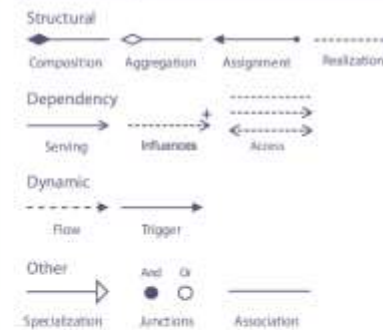 Structural
Composition Aggregation Assignment Realization
Dependency
+
Serving Influences Access
Dynamic
Flow Trigger
Other
And Or
Specialization Junctions Association